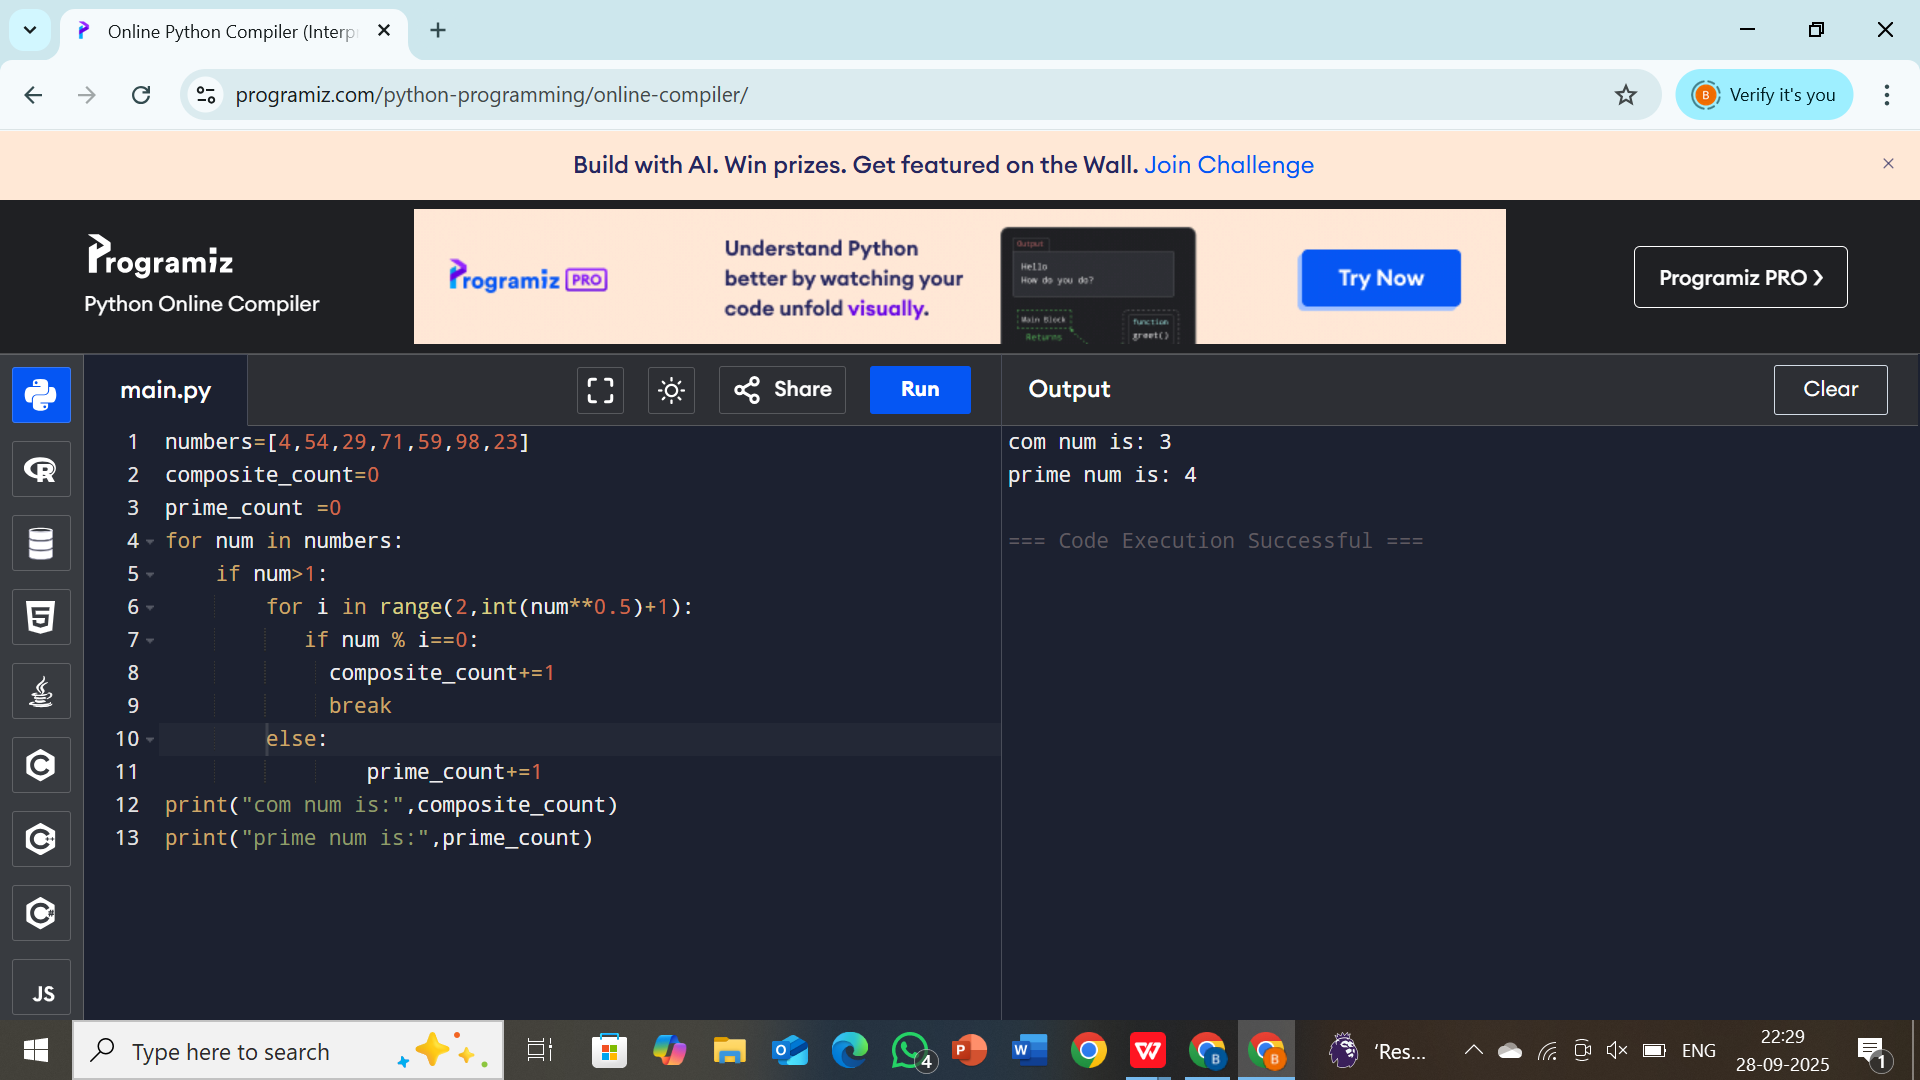 Online Python Compiler (Interp
programiz.com/python-programming/online-compiler/
B
Verify it's you
Build with AI. Win prizes. Get featured on the Wall. Join Challenge
Programiz
Python Online Compiler
Programiz PRO
Understand Python
better by watching your
code unfold visually.
Output
Hello
How do you do?
Main Block
Returns
function
greet()
Try Now
Programiz PRO
main.py
Share
Run
Output
Clear
1 numbers=[4,54,29,71,59,98,23]
2 composite_count=0
3 prime_count =0
4 for num in numbers:
5     if num>1:
6         for i in range(2,int(num**0.5)+1):
7            if num % i==0:
8              composite_count+=1
9              break
10         else:
11                 prime_count+=1
12 print("com num is:",composite_count)
13 print("prime num is:",prime_count)
com num is: 3
prime num is: 4
=== Code Execution Successful ===
JS
Type here to search
4
'Res...
ENG
22:29
28-09-2025
1